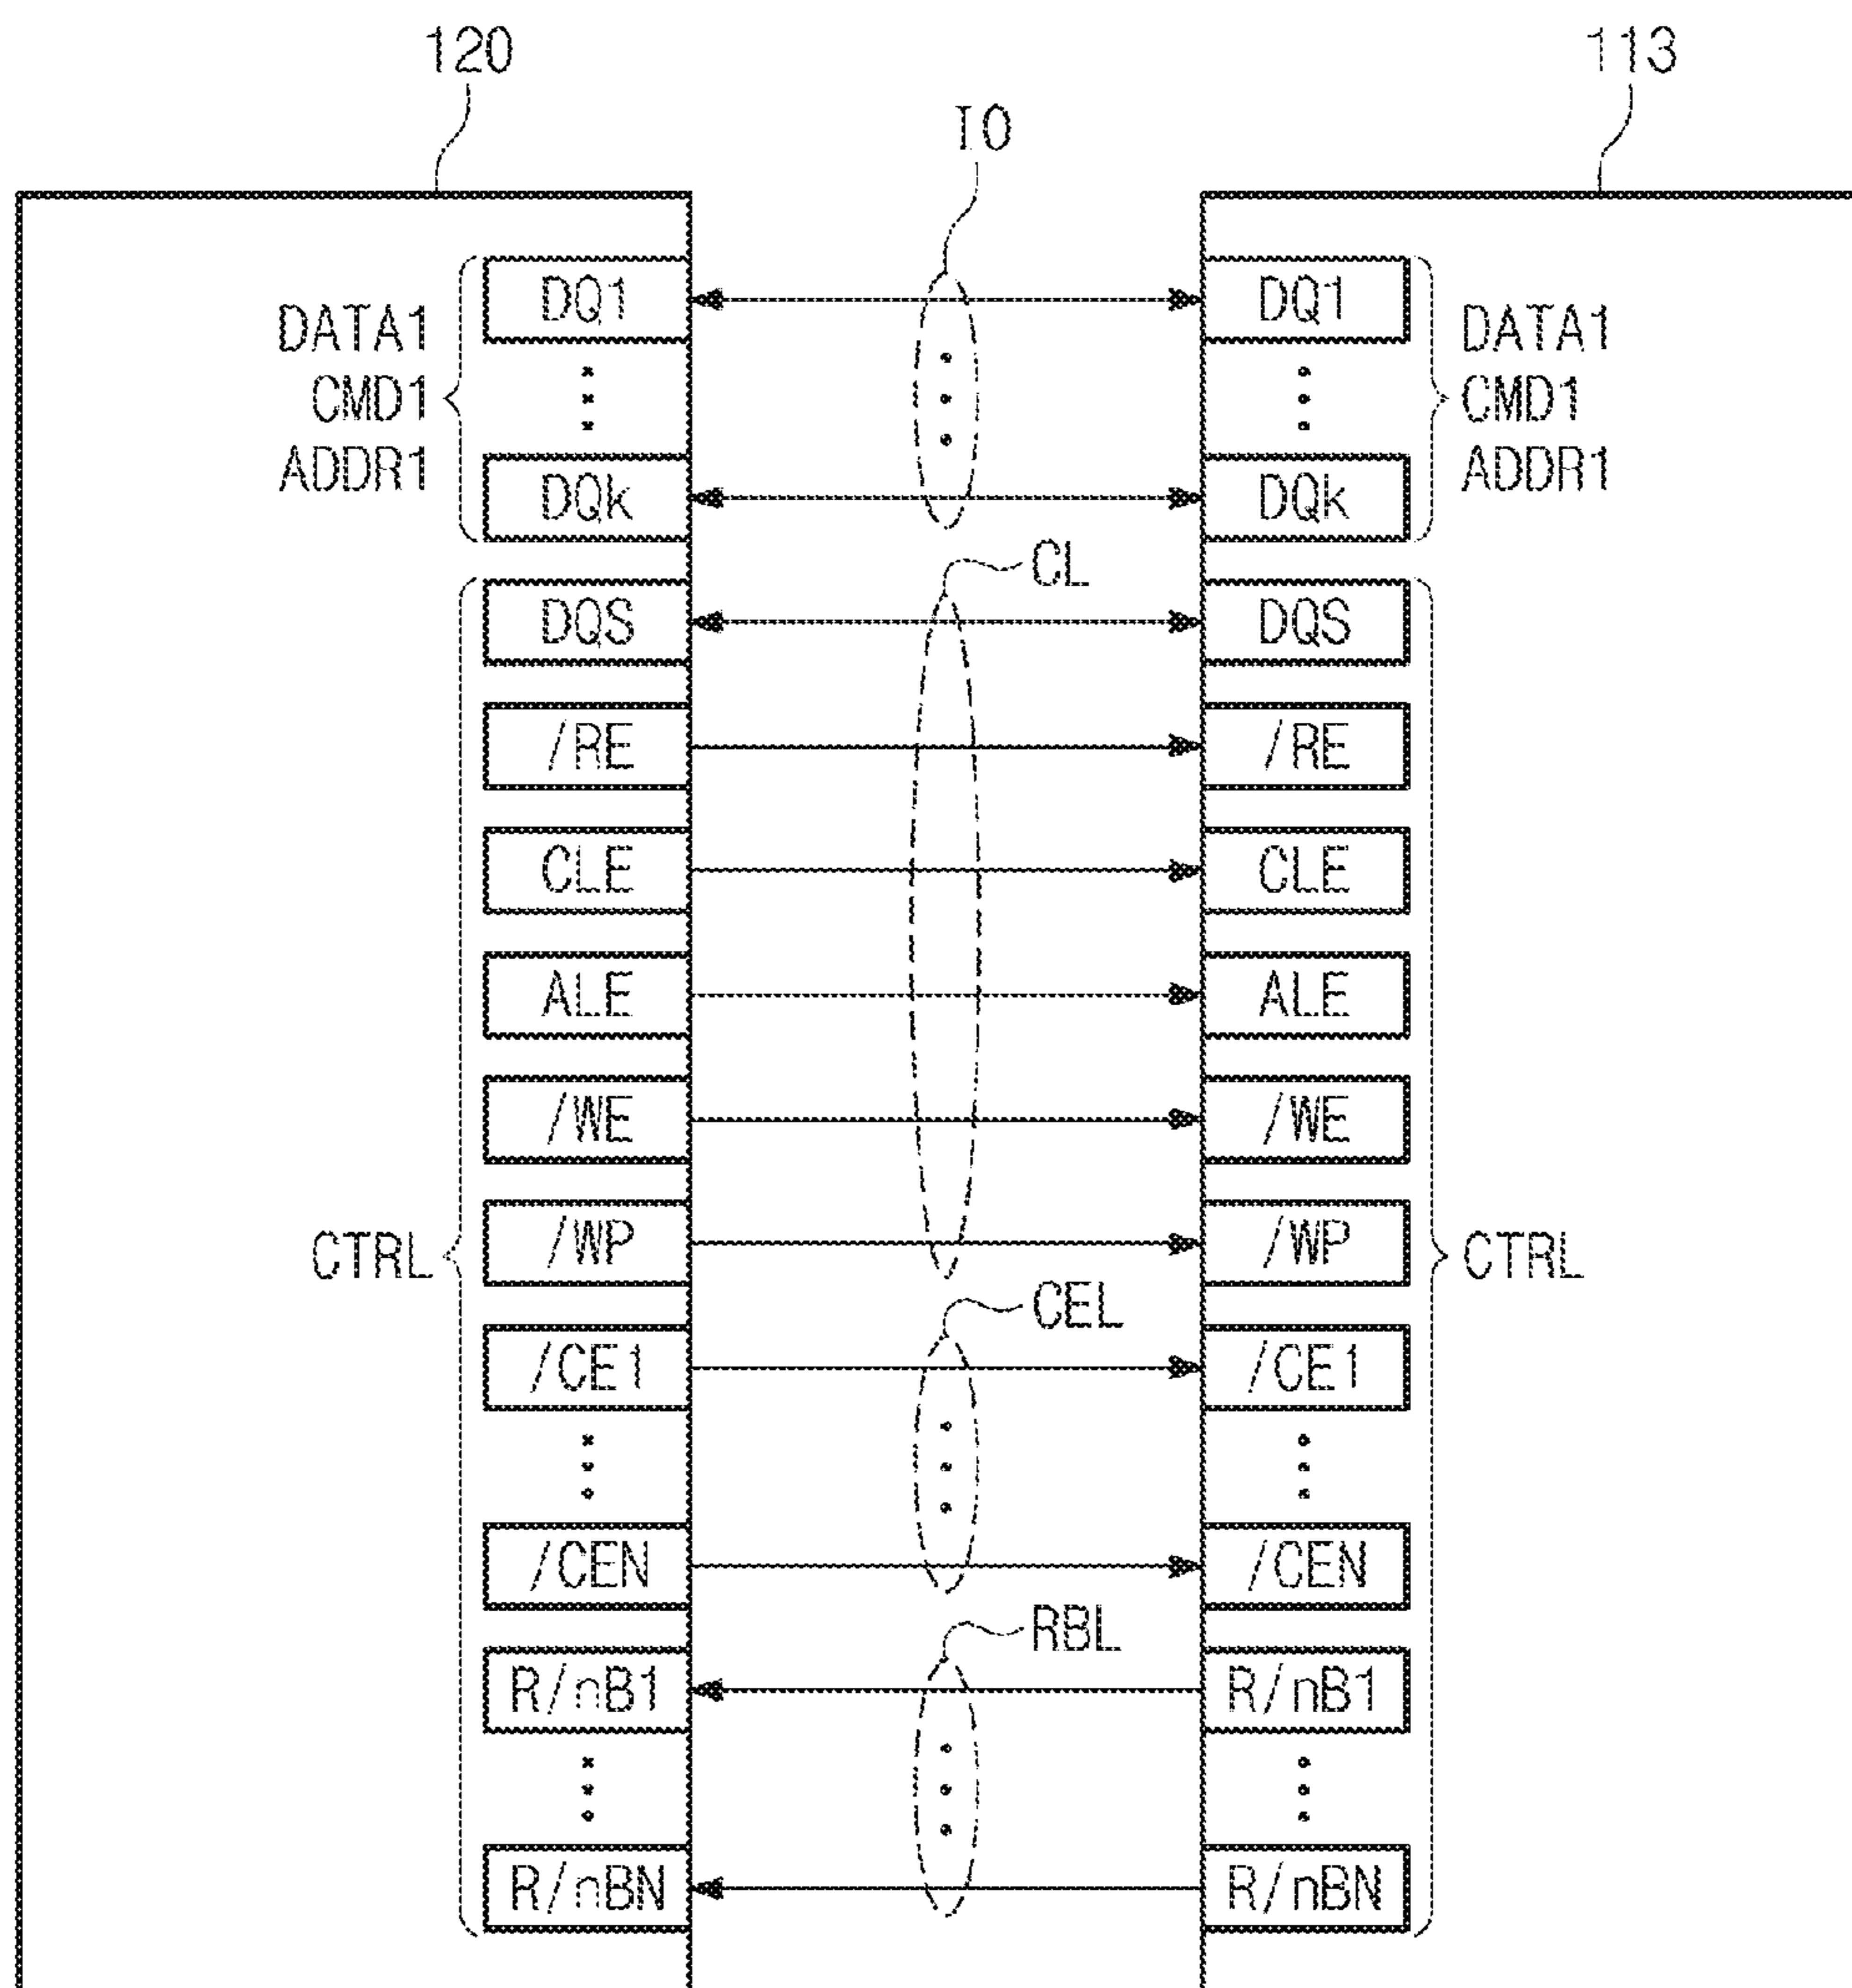 120
113
IO
DQ1
DQ1
DATA1
CMD1
ADDR1
DATA1
CMD1
ADDR1
DQk
DQk
CL
DQS
DQS
/RE
/RE
CLE
CLE
ALE
ALE
/WE
/WE
/WP
/WP
CTRL
CTRL
CEL
/CE1
/CE1
/CEN
/CEN
RBL
R/nB1
R/nB1
R/nBN
R/nBN